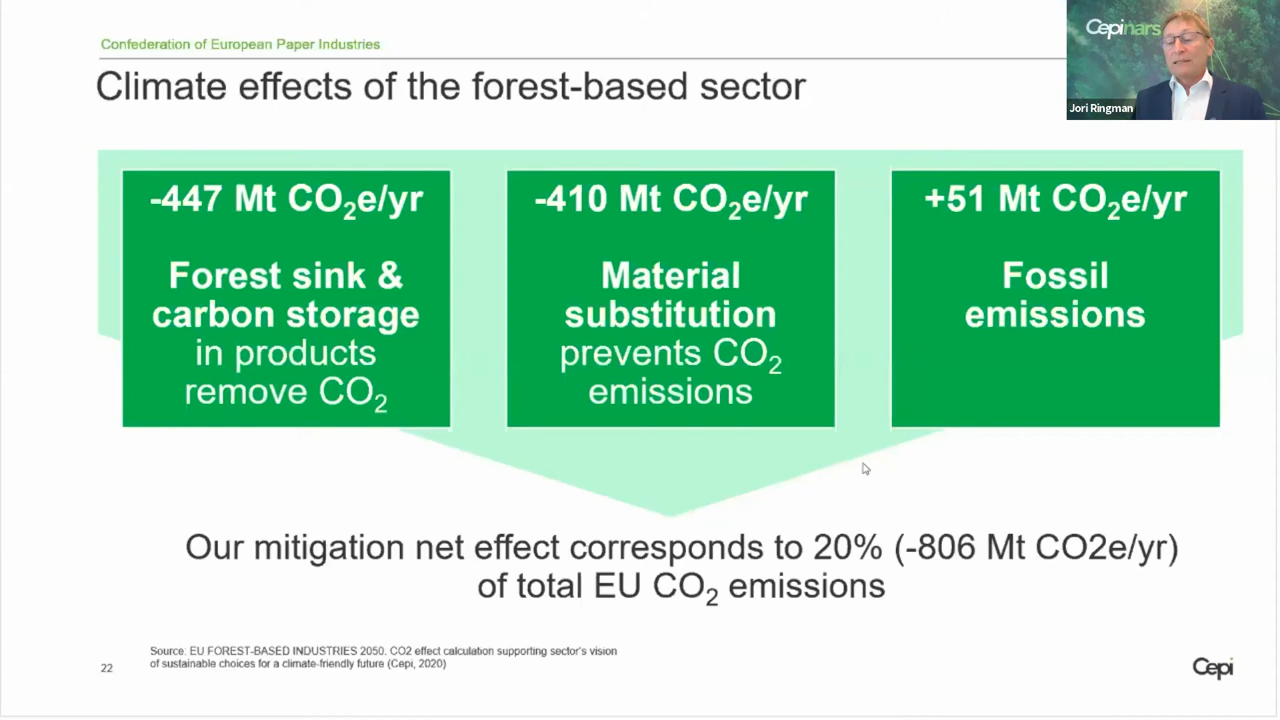 Confederation of European Paper Industries
Climate effects of the forest-based sector
Cepinars
Jori Ringman
-447 Mt CO₂e/yr
Forest sink &
carbon storage
in products
remove CO₂
-410 Mt CO₂e/yr
Material
substitution
prevents CO₂
emissions
+51 Mt CO₂e/yr
Fossil
emissions
Our mitigation net effect corresponds to 20% (-806 Mt CO2e/yr)
of total EU CO₂ emissions
Source: EU FOREST-BASED INDUSTRIES 2050. CO2 effect calculation supporting sector's vision
of sustainable choices for a climate-friendly future (Cepi, 2020)
22
Cepi